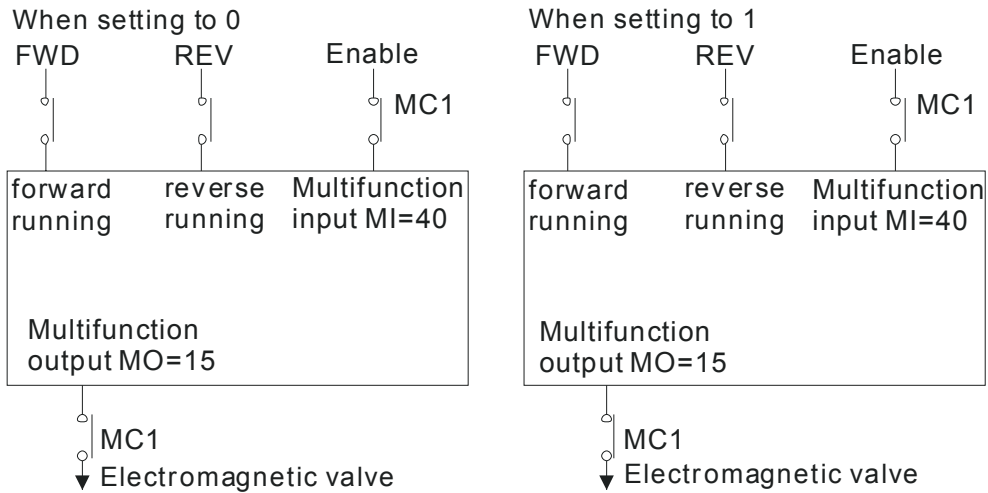 When setting to 0
FWD REV Enable
MC1
forward running
reverse running
Multifunction input MI=40
Multifunction
output MO=15
MC1
Electromagnetic valve
When setting to 1
FWD REV Enable
MC1
forward running
reverse running
Multifunction input MI=40
Multifunction
output MO=15
MC1
Electromagnetic valve